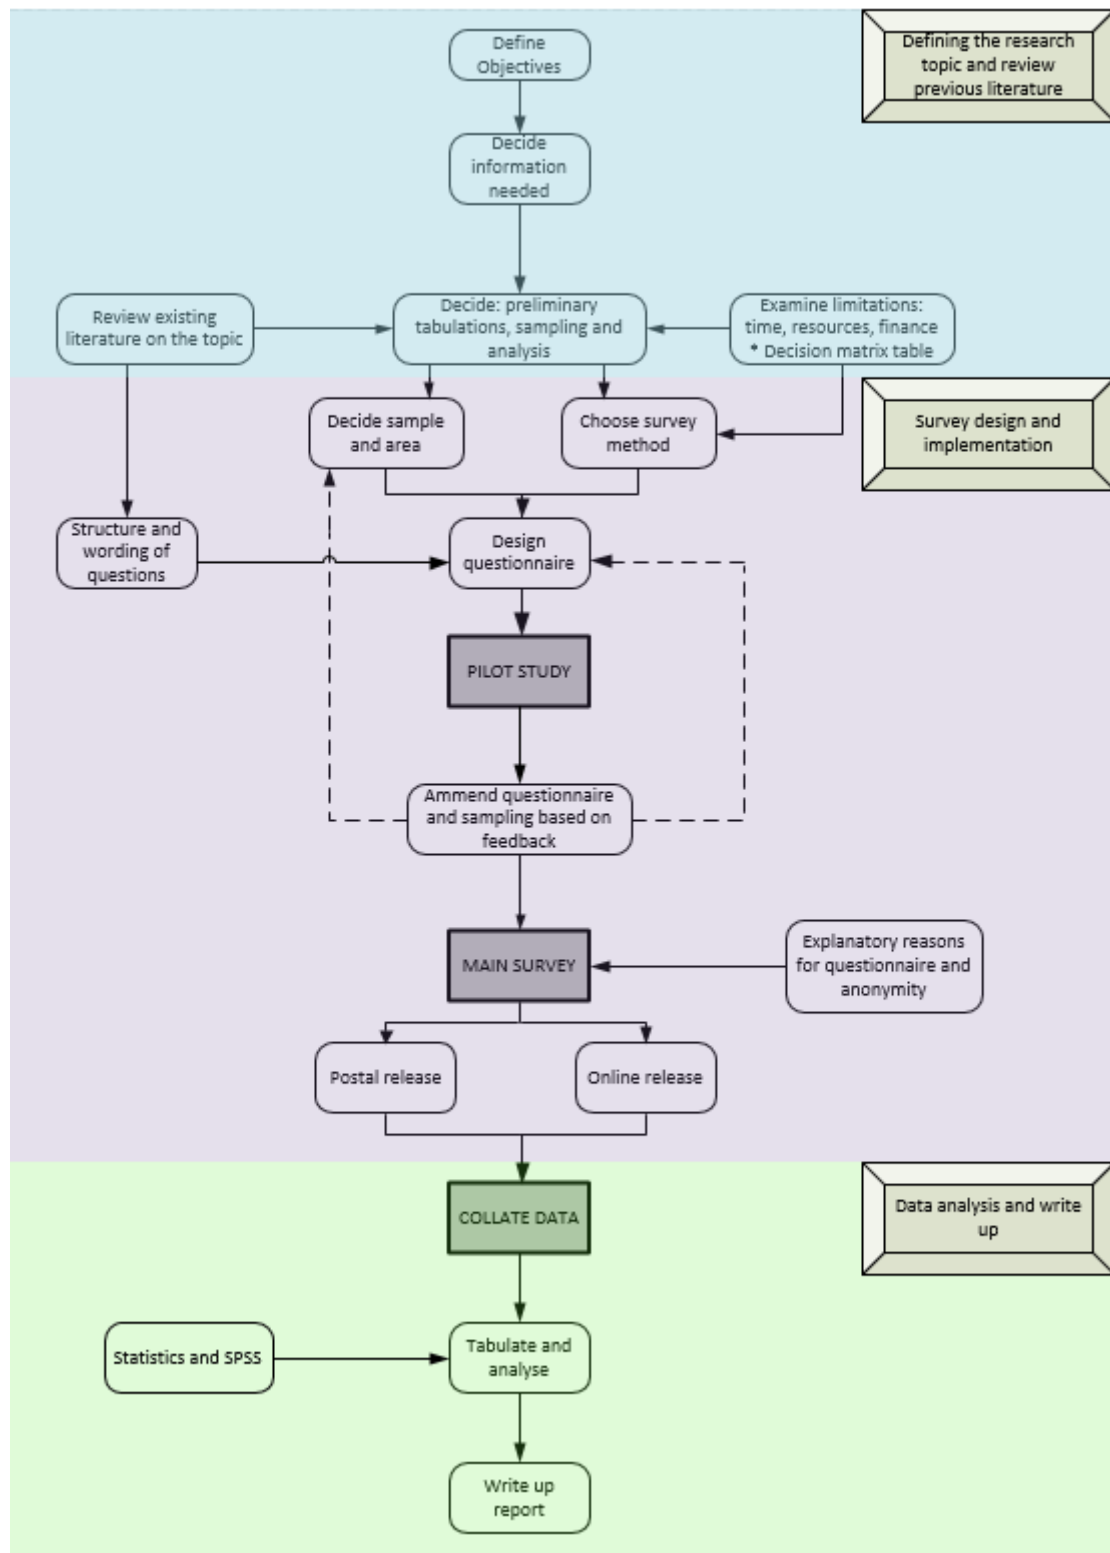 Define
Objectives
Defining the research
topic and review
previous literature
Decide
information
needed
Review existing
literature on the topic
Decide: preliminary
tabulations, sampling and
analysis
Examine limitations:
time, resources, finance
* Decision matrix table
Decide sample
and area
Choose survey
method
Survey design and
implementation
Structure and
wording of
questions
Design
questionnaire
PILOT STUDY
Ammend questionnaire
and sampling based on
feedback
MAIN SURVEY
Explanatory reasons
for questionnaire and
anonymity
Postal release
Online release
COLLATE DATA
Data analysis and write
up
Statistics and SPSS
Tabulate and
analyse
Write up
report